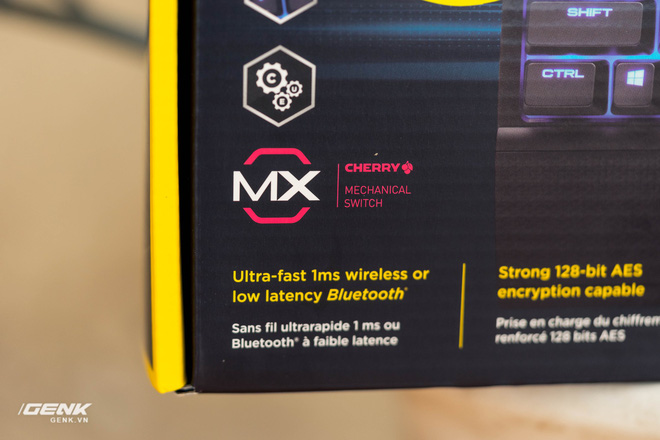 SHIFT
CTRL
C
U
E
MX
CHERRY
MECHANICAL
SWITCH
Ultra-fast 1ms wireless or
low latency Bluetooth®
Sans fil ultrarapide 1 ms ou
Bluetooth® à faible latence
Strong 128-bit AES
encryption capable
Prise en charge du chiffrem
renforcé 128 bits AES
GENK
GENK.VN